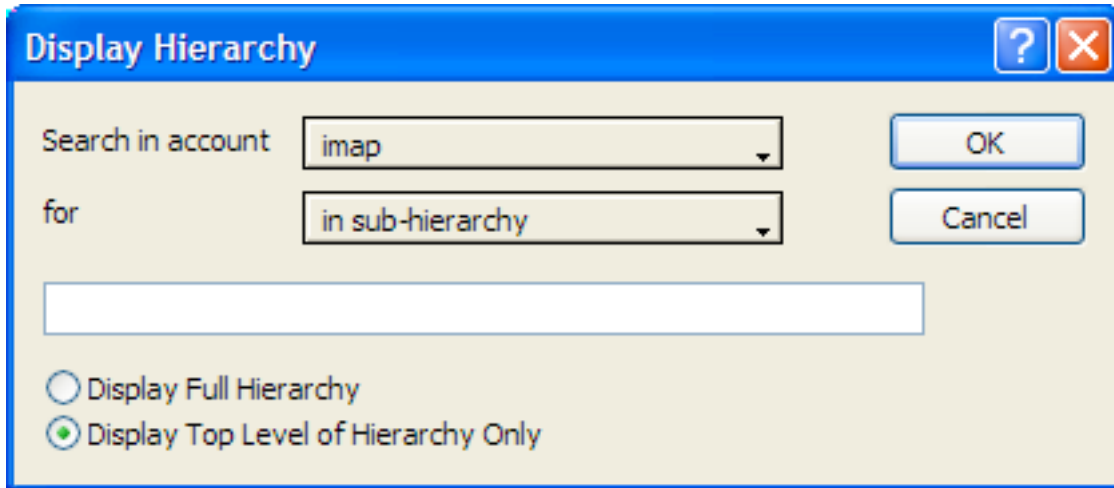 Display Hierarchy ?
Search in account imap OK
for in sub-hierarchy Cancel
Display Full Hierarchy
Display Top Level of Hierarchy Only